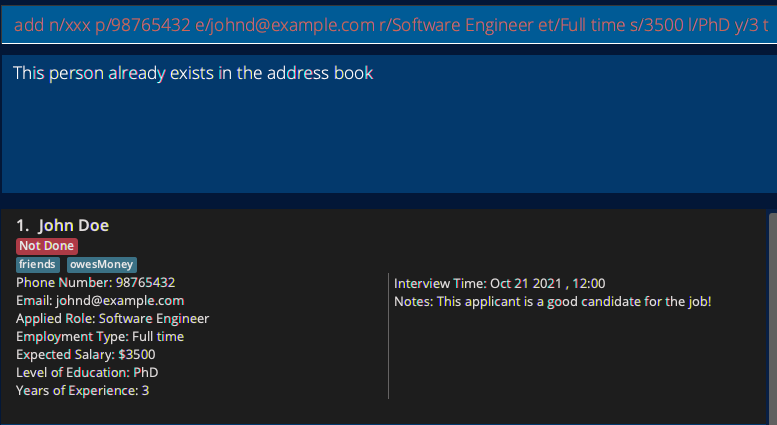 add n/xxx p/98765432 e/johnd@example.com r/Software Engineer et/Full time s/3500 l/PhD y/3 t
This person already exists in the address book
1. John Doe
Not Done
friends owesMoney
Phone Number: 98765432
Email: johnd@example.com
Applied Role: Software Engineer
Employment Type: Full time
Expected Salary: $3500
Level of Education: PhD
Years of Experience: 3
Interview Time: Oct 21 2021 , 12:00
Notes: This applicant is a good candidate for the job!